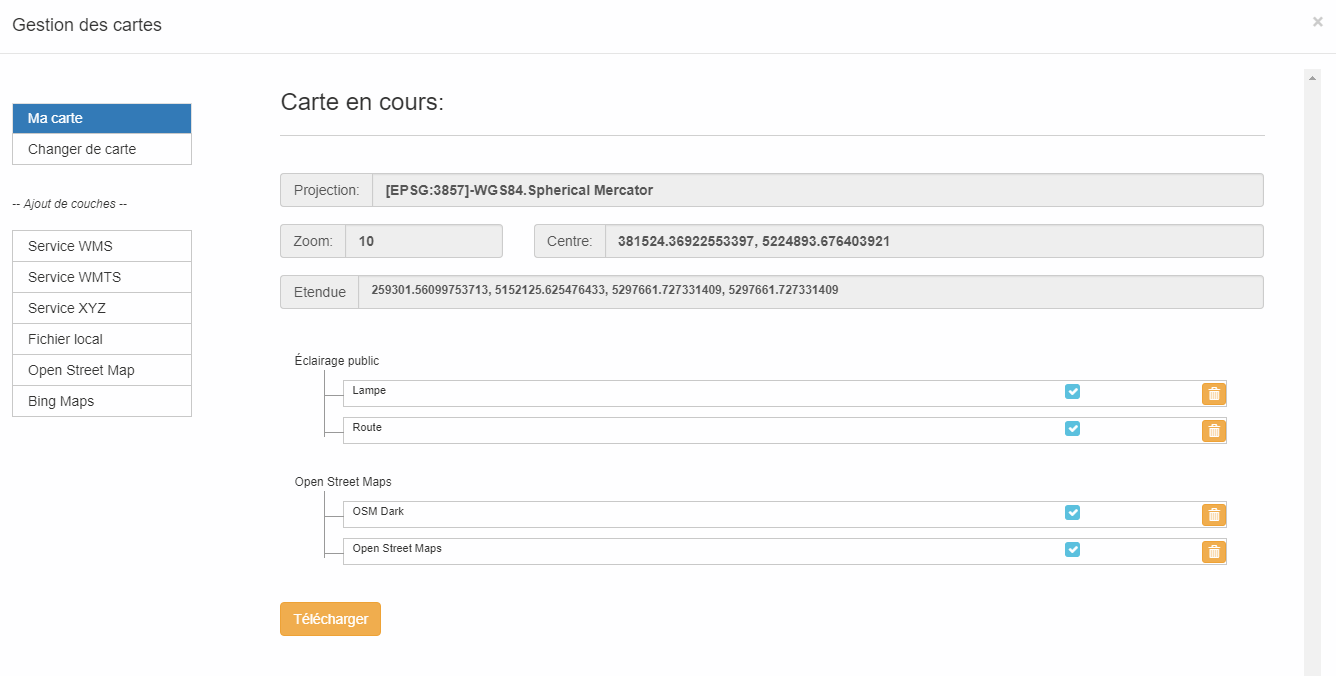 Gestion des cartes
×
Ma carte
Changer de carte
-- Ajout de couches --
Service WMS
Service WMTS
Service XYZ
Fichier local
Open Street Map
Bing Maps
Carte en cours:
Projection: [EPSG:3857]-WGS84.Spherical Mercator
Zoom: 10 Centre: 381524.36922553397, 5224893.676403921
Etendue 259301.56099753713, 5152125.625476433, 5297661.727331409, 5297661.727331409
Éclairage public
Lampe
Route
Open Street Maps
OSM Dark
Open Street Maps
Télécharger